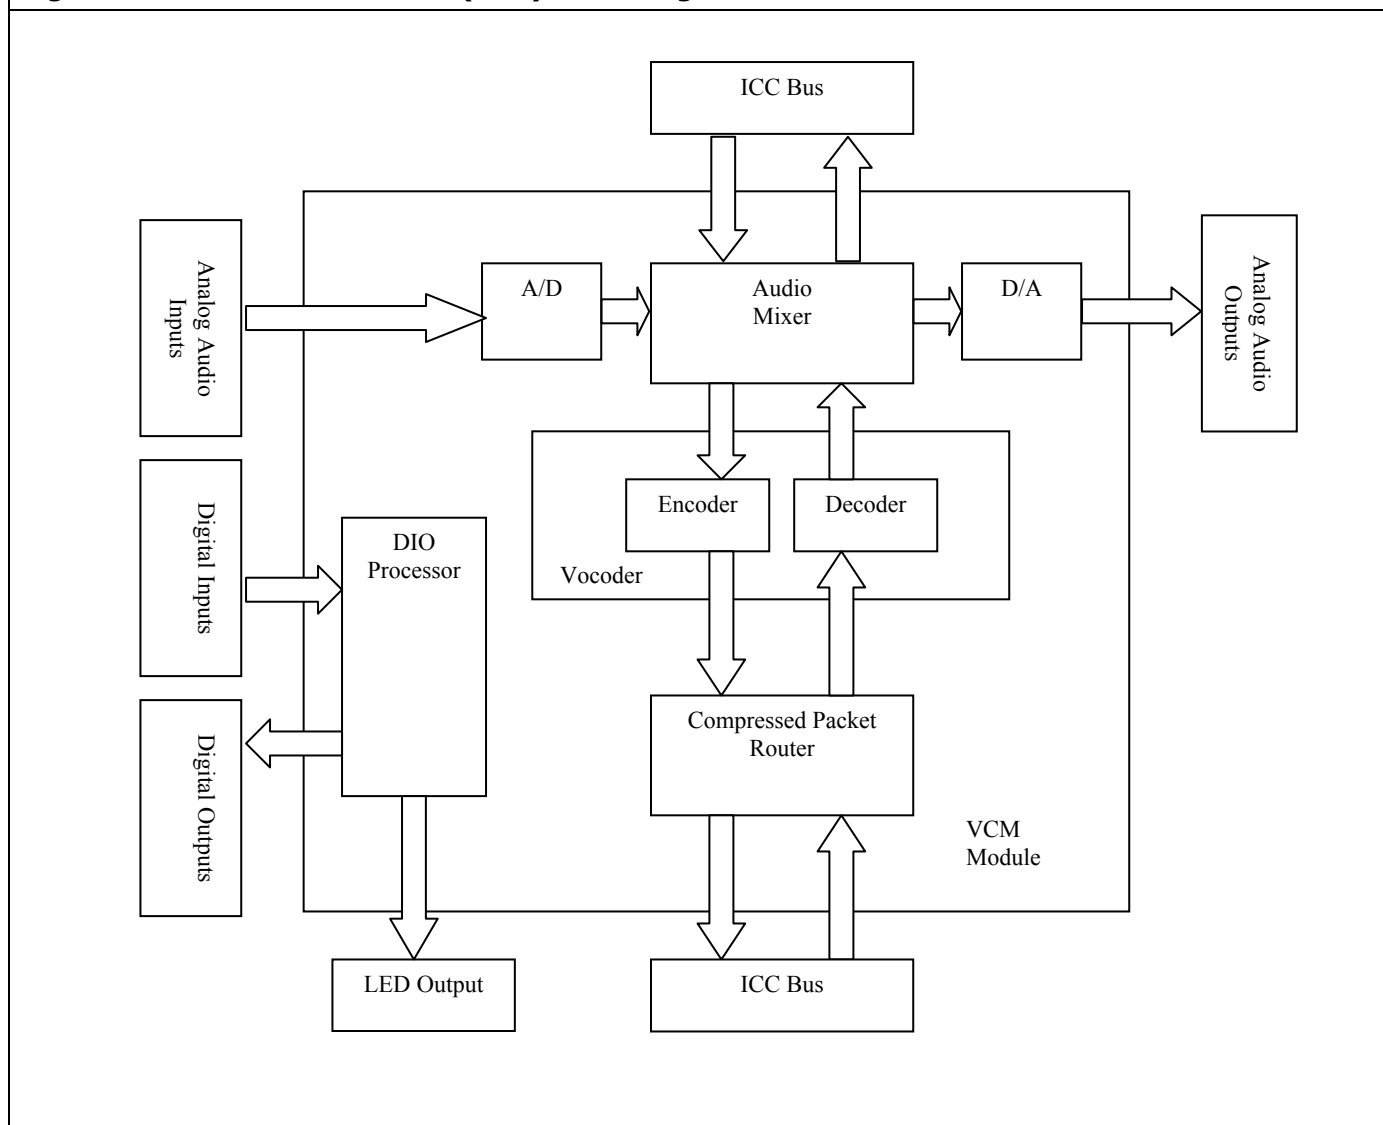 ICC Bus
Analog Audio
Inputs
A/D
Audio
Mixer
D/A
Analog Audio
Outputs
Digital Inputs
DIO
Processor
Encoder
Decoder
Vocoder
Digital Outputs
Compressed Packet
Router
VCM
Module
LED Output
ICC Bus